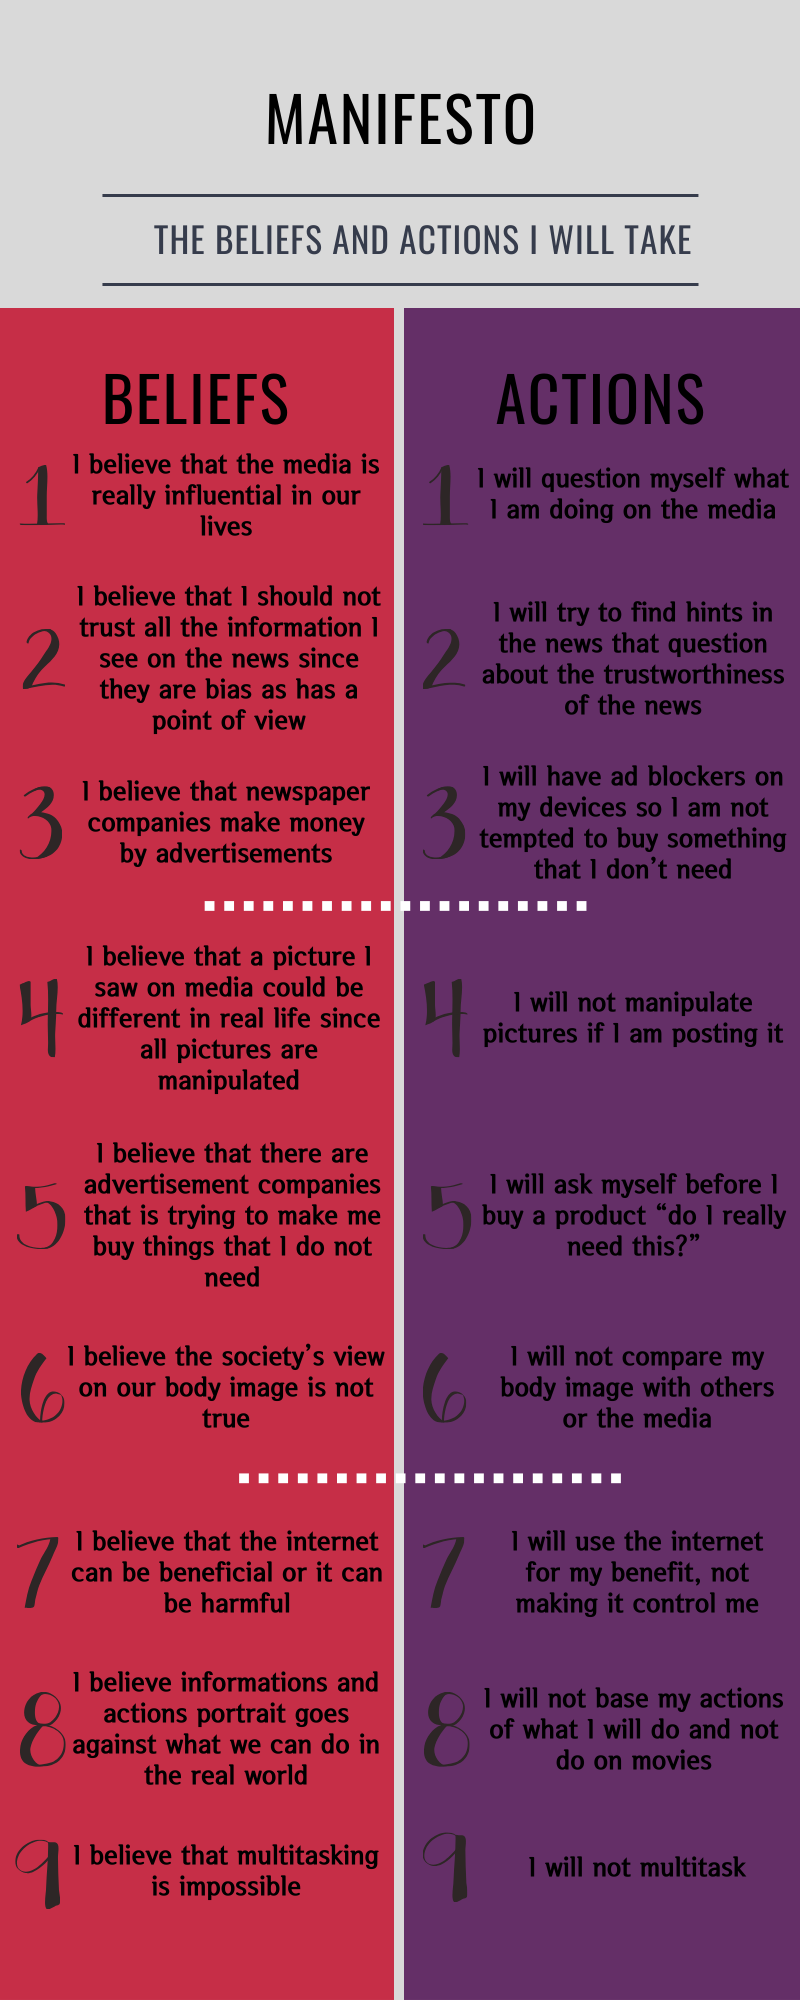 MANIFESTO
THE BELIEFS AND ACTIONS I WILL TAKE
BELIEFS
1
I believe that the media is
really influential in our
lives
2
I believe that I should not
trust all the information I
see on the news since
they are bias as has a
point of view
3
I believe that newspaper
companies make money
by advertisements
4
I believe that a picture I
saw on media could be
different in real life since
all pictures are
manipulated
5
I believe that there are
advertisement companies
that is trying to make me
buy things that I do not
need
6
I believe the society's view
on our body image is not
true
7
I believe that the internet
can be beneficial or it can
be harmful
8
I believe informations and
actions portrait goes
against what we can do in
the real world
9
I believe that multitasking
is impossible
ACTIONS
1
I will question myself what
I am doing on the media
2
I will try to find hints in
the news that question
about the trustworthiness
of the news
3
I will have ad blockers on
my devices so I am not
tempted to buy something
that I don't need
4
I will not manipulate
pictures if I am posting it
5
I will ask myself before I
buy a product “do I really
need this?”
6
I will not compare my
body image with others
or the media
7
I will use the internet
for my benefit, not
making it control me
8
I will not base my actions
of what I will do and not
do on movies
9
I will not multitask